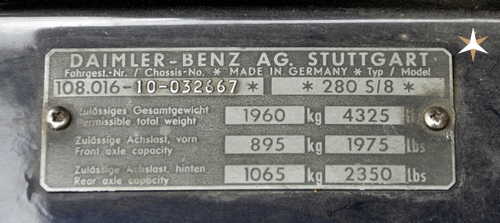 DAIMLER-BENZ AG. STUTTGART
Fahrgest.-Nr. / Chassis-No. * MADE IN GERMANY * Typ / Model
108.016-10-032667 * * 280 S/8 *
Zulässiges Gesamtgewicht
Permissible total weight 1960 kg 4325
Zulässige Achslast, vorn
Front axle capacity 895 kg 1975 lbs
Zulässige Achslast, hinten
Rear axle capacity 1065 kg 2350 lbs